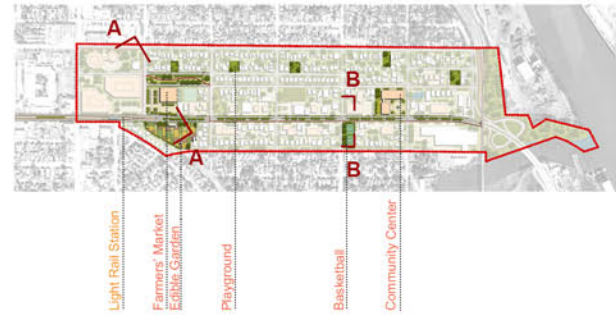 A
B
A
B
Light Rail Station
Farmers' Market
Edible Garden
Playground
Basketball
Community Center